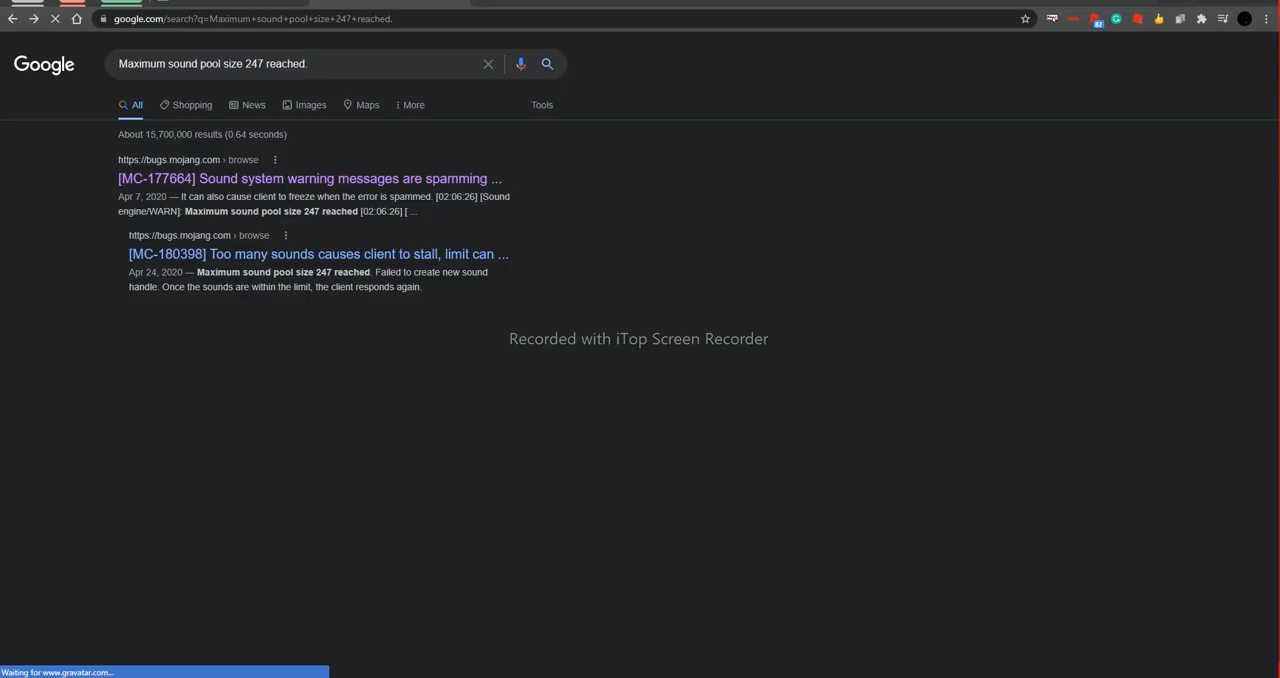 google.com/search?q=Maximum+sound+pool+size+247+reached.
82
Google
Maximum sound pool size 247 reached.
All
Shopping
News
Images
Maps
More
Tools
About 15,700,000 results (0.64 seconds)
https://bugs.mojang.com › browse
[MC-177664] Sound system warning messages are spamming ...
Apr 7, 2020 — It can also cause client to freeze when the error is spammed. [02:06:26] [Sound
engine/WARN]: Maximum sound pool size 247 reached [02:06:26] [ ...
https://bugs.mojang.com › browse
[MC-180398] Too many sounds causes client to stall, limit can ...
Apr 24, 2020 — Maximum sound pool size 247 reached. Failed to create new sound
handle. Once the sounds are within the limit, the client responds again.
Recorded with iTop Screen Recorder
Waiting for www.gravatar.com...